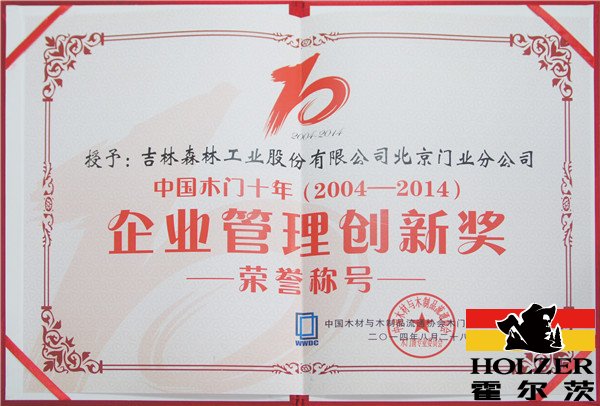 2004-2014
授予：吉林森林工业股份有限公司北京门业分公司
中国木门十年（2004—2014）
企业管理创新奖
荣誉称号
WWDC
中国木材与木制品流通协会木门
二〇一四年八月二十八
HOLZER
霍尔茨